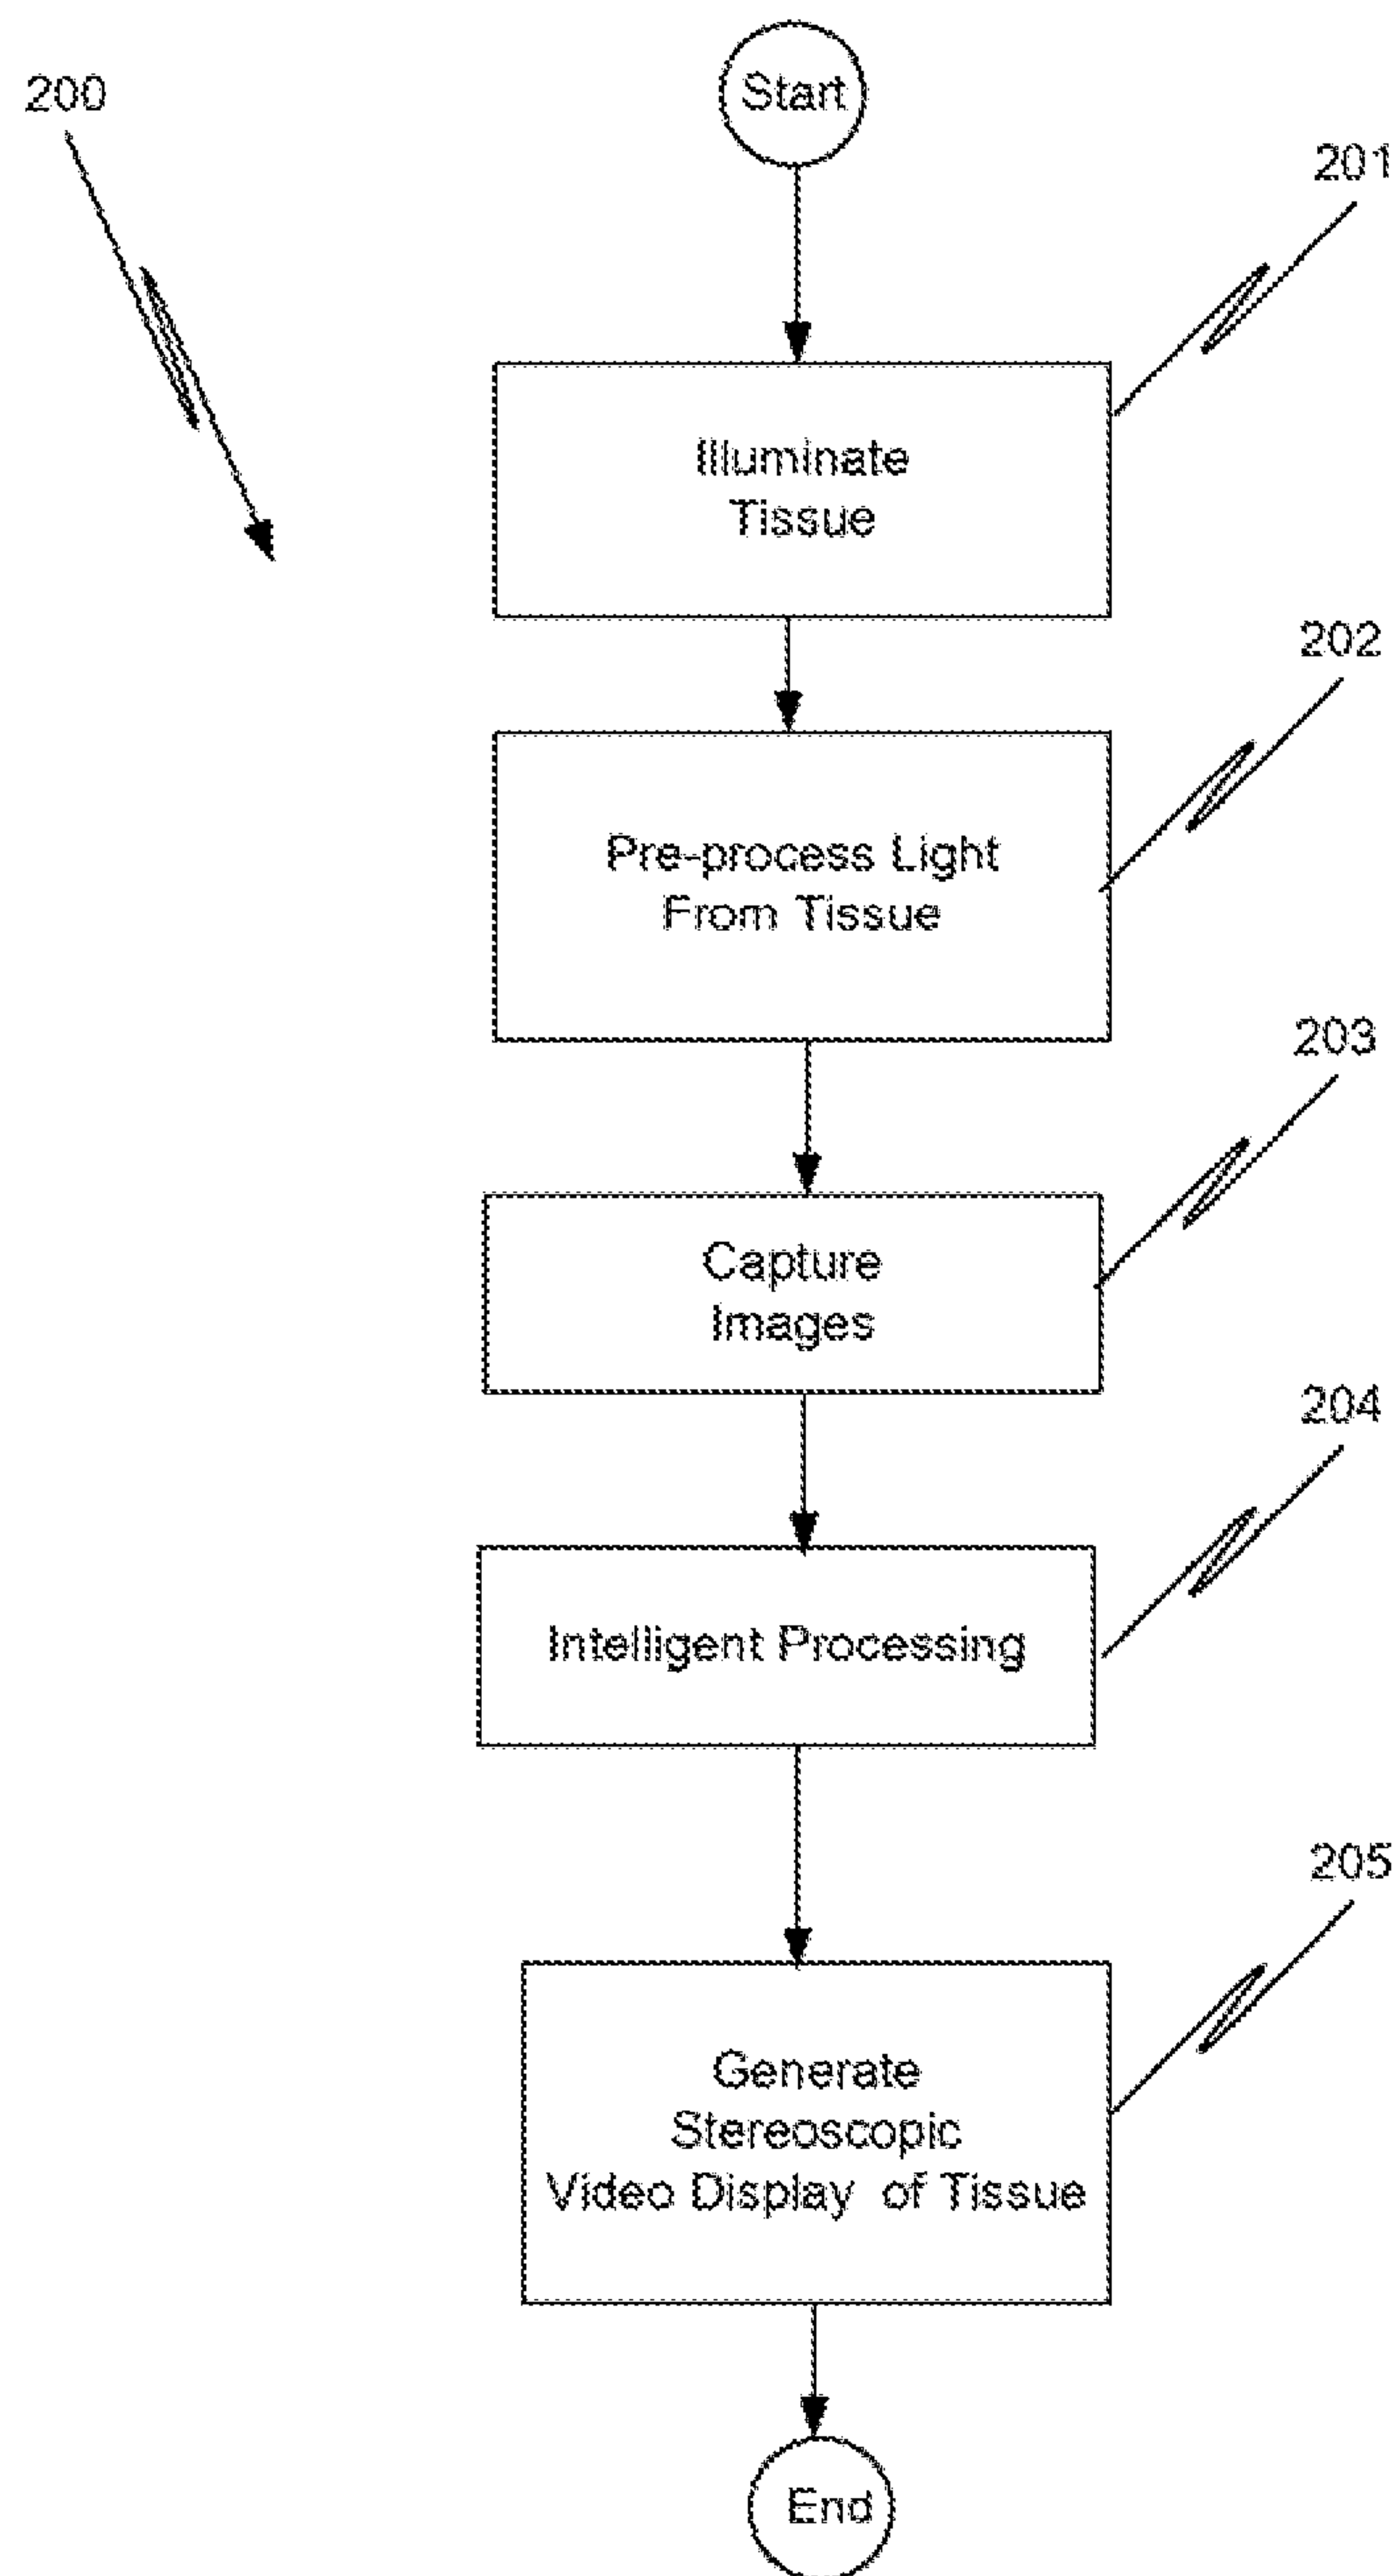 200
Start
201
Illuminate
Tissue
202
Pre-process Light
From Tissue
203
Capture
Images
204
Intelligent Processing
205
Generate
Stereoscopic
Video Display of Tissue
End